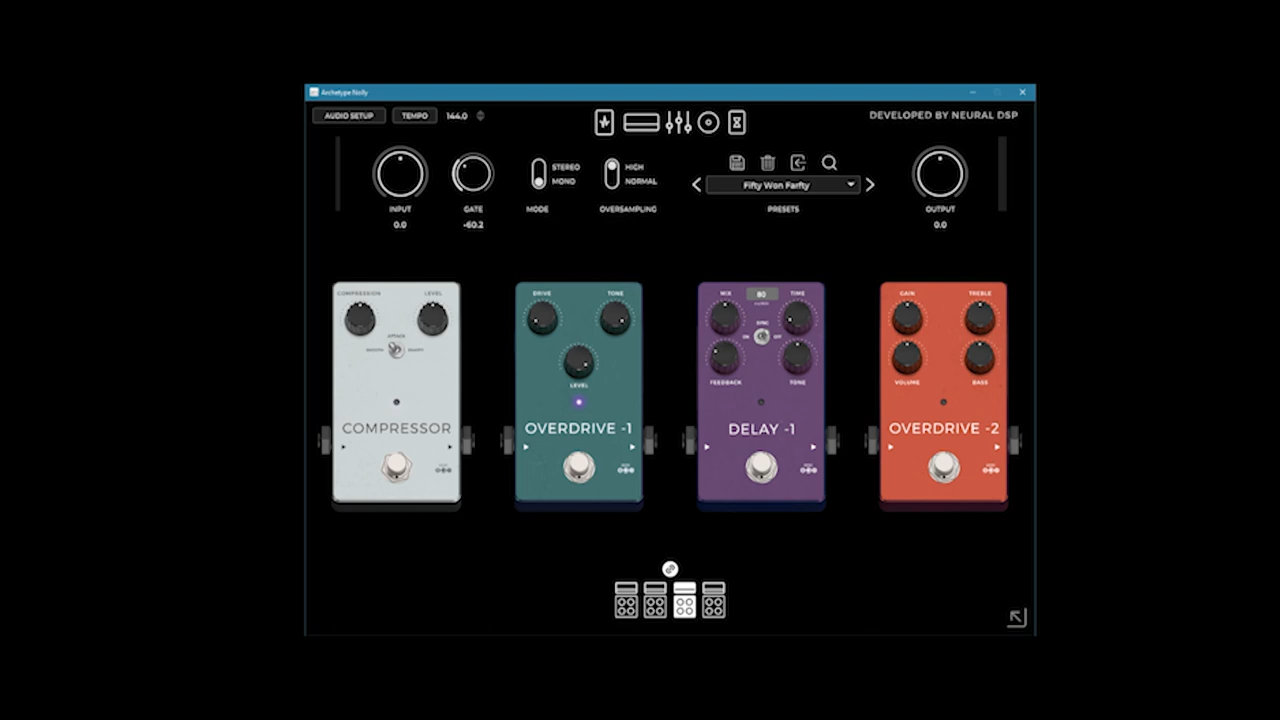 Archetype Nolly
AUDIO SETUP TEMPO 144.0
DEVELOPED BY NEURAL DSP
STEREO
MONO
HIGH
NORMAL
Fifty Won Farfty
INPUT GATE MODE OVERSAMPLING PRESETS OUTPUT
0.0 -60.2 0.0
COMPRESSION LEVEL
ATTACK
COMPRESSOR
DRIVE TONE
LEVEL
OVERDRIVE -1
MIX 80 TIME
SYNC
ON OFF
FEEDBACK TONE
DELAY -1
GAIN TREBLE
VOLUME BASS
OVERDRIVE -2